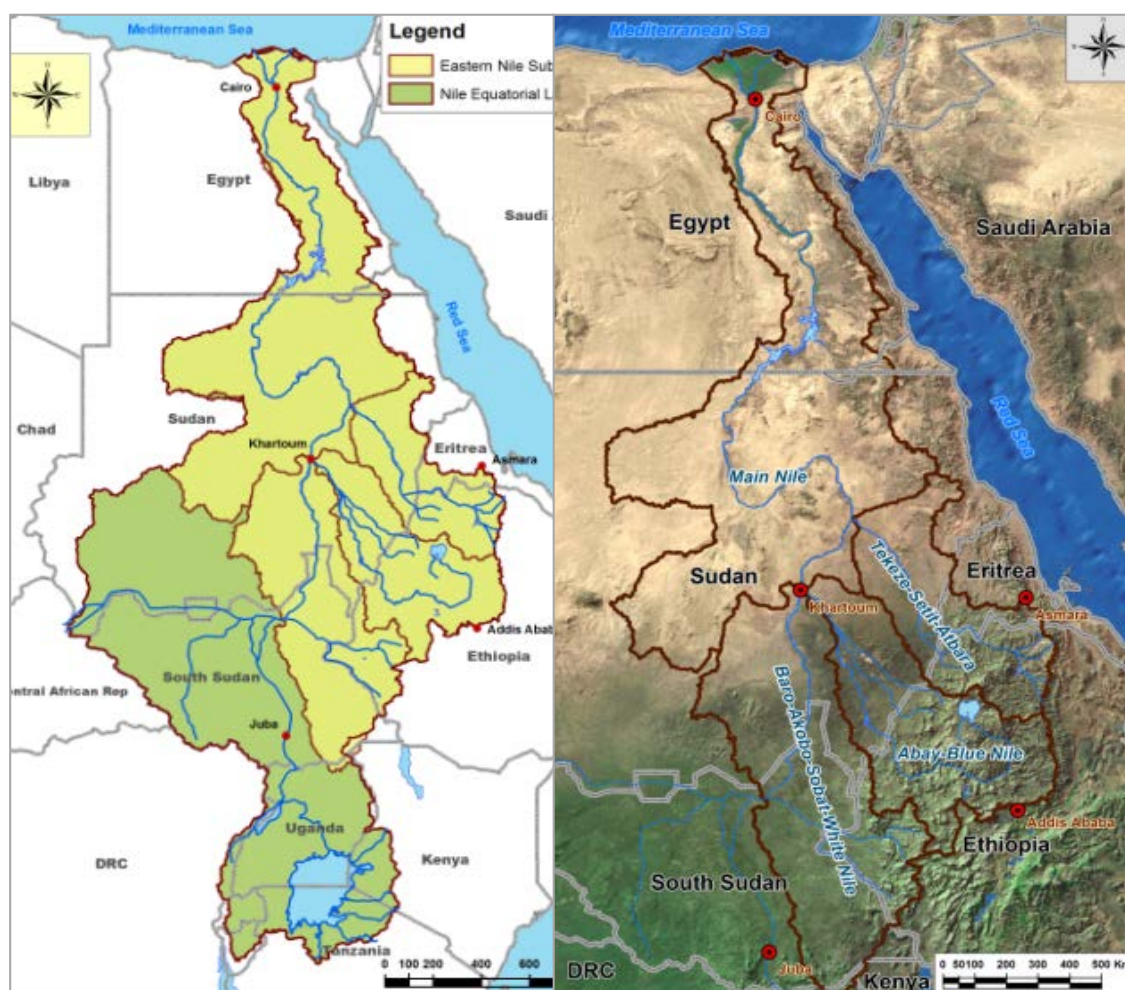 Mediterranean Sea
Legend
Eastern Nile Sub
Nile Equatorial L
Cairo
Libya
Egypt
Saudi
Red Sea
Sudan
Chad
Khartoum
Eritrea
Asmara
Addis Abab
Ethiopia
South Sudan
entral African Rep
Juba
Uganda
DRC
Kenya
Tanzania
0 100 200 400 600
Mediterranean Sea
Cairo
Egypt
Saudi Arabia
Red Sea
Main Nile
Sudan
Khartoum
Tekeze-Setit-Atbara
Eritrea
Asmara
Baro-Akobo-Sobat-White Nile
Abay-Blue Nile
Addis Ababa
Ethiopia
South Sudan
Juba
DRC
Kenya
0 50 100 200 300 400 500 K